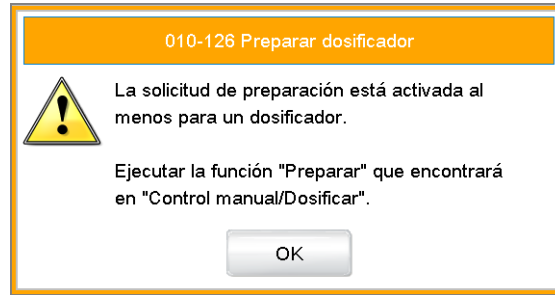 010-126 Preparar dosificador
La solicitud de preparación está activada al
menos para un dosificador.
Ejecutar la función "Preparar" que encontrará
en "Control manual/Dosificar".
OK